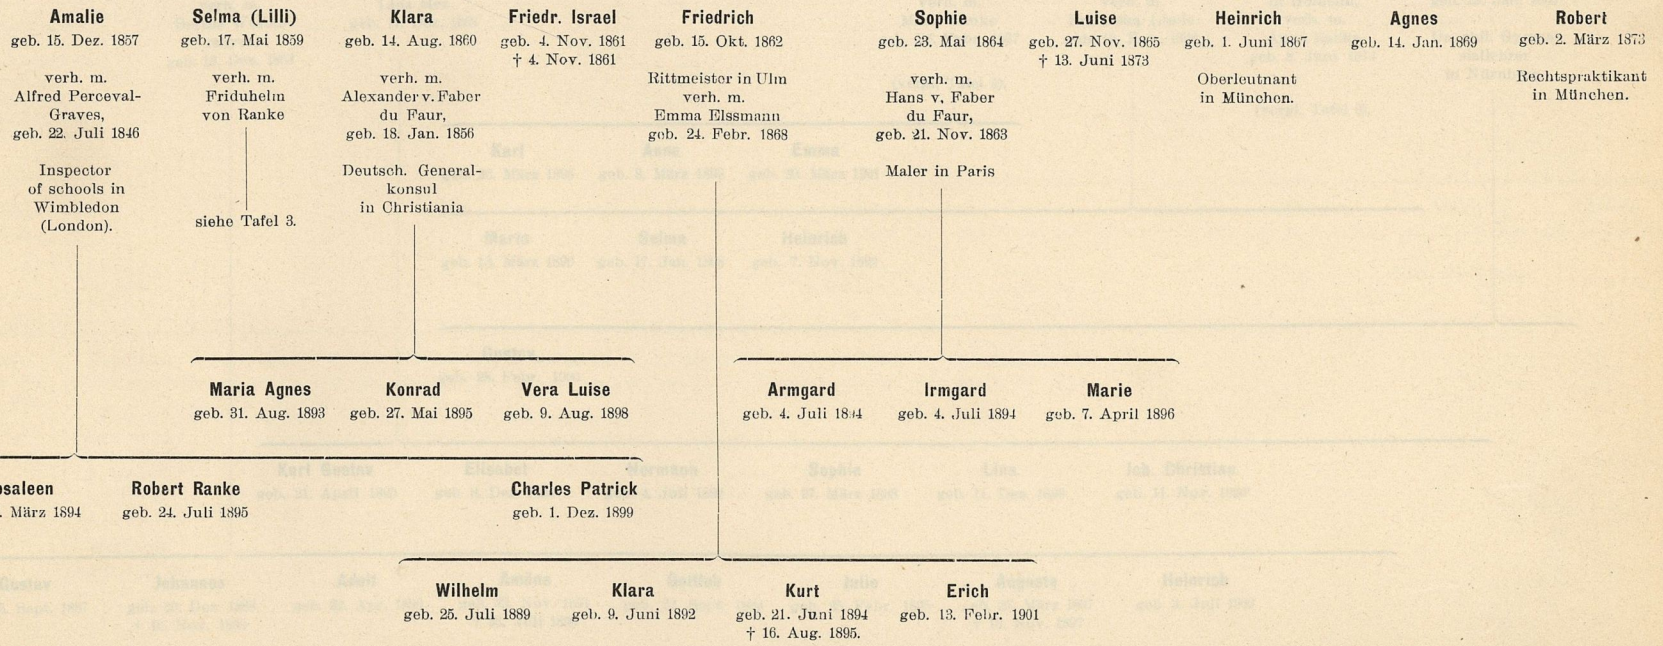 Amalie
geb. 15. Dez. 1857
verh. m.
Alfred Perceval-
Graves,
geb. 22. Juli 1846
Inspector
of schools in
Wimbledon
(London).
Selma (Lilli)
geb. 17. Mai 1859
verh. m.
Friduhelm
von Ranke
siehe Tafel 3.
Klara
geb. 14. Aug. 1860
verh. m.
Alexander v. Faber
du Faur,
geb. 18. Jan. 1856
Deutsch. General-
konsul
in Christiania
Friedr. Israel
geb. 4. Nov. 1861
† 4. Nov. 1861
Friedrich
geb. 15. Okt. 1862
Rittmeister in Ulm
verh. m.
Emma Elssmann
geb. 24. Febr. 1868
Sophie
geb. 23. Mai 1864
verh. m.
Hans v. Faber
du Faur,
geb. 21. Nov. 1863
Maler in Paris
Luise
geb. 27. Nov. 1865
† 13. Juni 1873
Heinrich
geb. 1. Juni 1867
Oberleutnant
in München.
Agnes
geb. 14. Jan. 1869
Robert
geb. 2. März 1873
Rechtspraktikant
in München.
Maria Agnes
geb. 31. Aug. 1893
Konrad
geb. 27. Mai 1895
Vera Luise
geb. 9. Aug. 1898
Armgard
geb. 4. Juli 1894
Irmgard
geb. 4. Juli 1894
Marie
geb. 7. April 1896
osaleen
. März 1894
Robert Ranke
geb. 24. Juli 1895
Charles Patrick
geb. 1. Dez. 1899
Wilhelm
geb. 25. Juli 1889
Klara
geb. 9. Juni 1892
Kurt
geb. 21. Juni 1894
† 16. Aug. 1895.
Erich
geb. 13. Febr. 1901